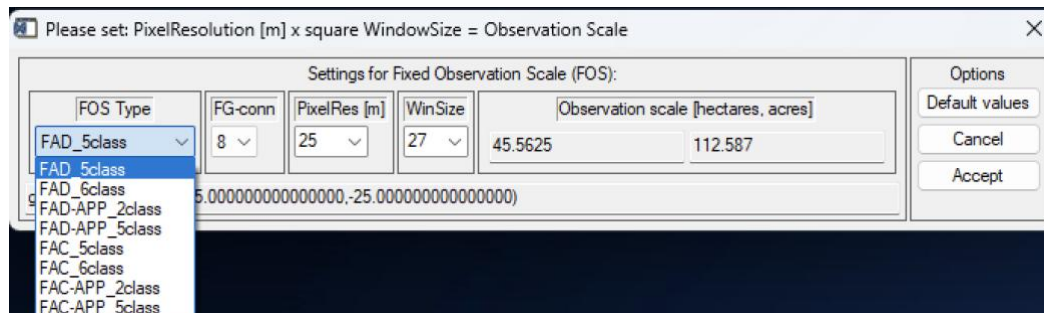 Please set: PixelResolution [m] x square WindowSize = Observation Scale
Settings for Fixed Observation Scale (FOS):
Options
FOS Type
FG-conn
PixelRes [m]
WinSize
Observation scale [hectares, acres]
Default values
FAD_5class
8
25
27
45.5625
112.587
Cancel
Accept
FAD_5class
FAD_6class
5.000000000000000,-25.000000000000000)
FAD-APP_2class
FAD-APP_5class
FAC_5class
FAC_6class
FAC-APP_2class
FAC-APP_5class